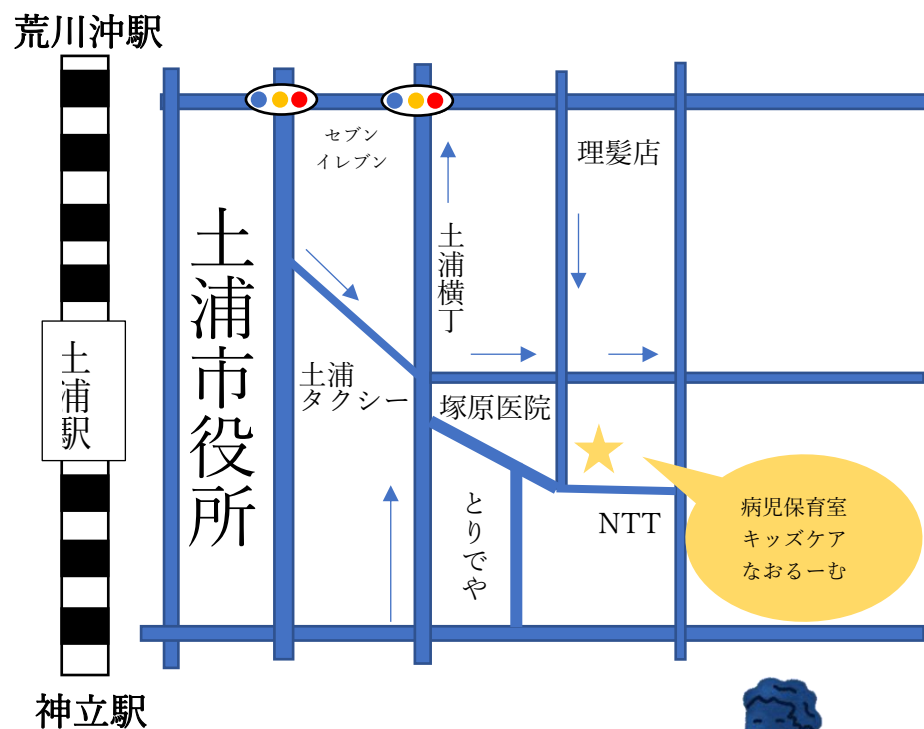 荒川沖駅
セブン
イレブン
理髪店
土浦市役所
土浦横丁
土浦駅
土浦
タクシー
塚原医院
とりでや
NTT
病児保育室
キッズケア
なおるーむ
神立駅